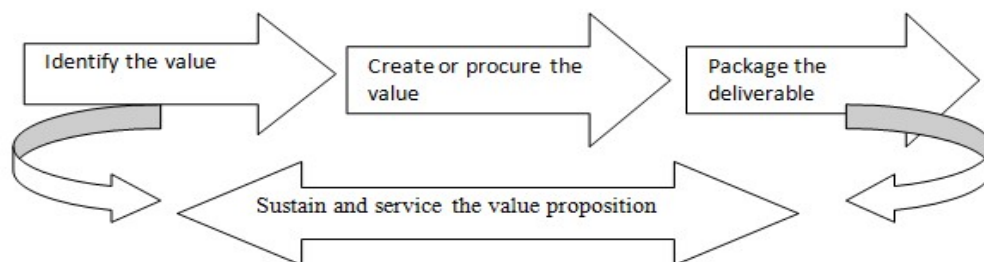 Identify the value
Create or procure the
value
Package the
deliverable
Sustain and service the value proposition